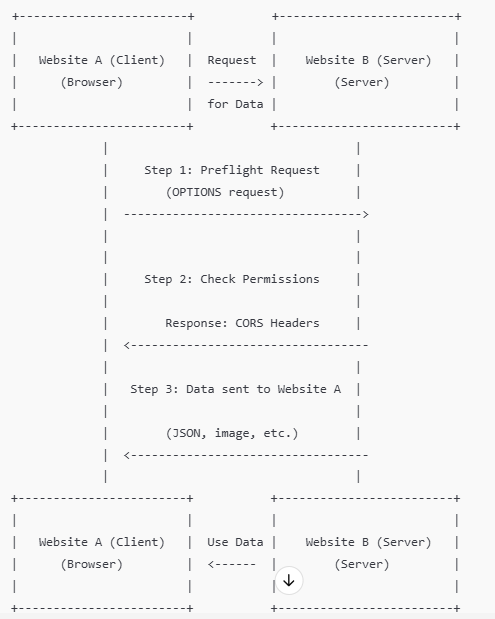 Website A (Client) Request Website B (Server)
(Browser) -------> (Server)
for Data
Step 1: Preflight Request
(OPTIONS request)
Step 2: Check Permissions
Response: CORS Headers
Step 3: Data sent to Website A
(JSON, image, etc.)
Website A (Client) Use Data Website B (Server)
(Browser) <------ (Server)